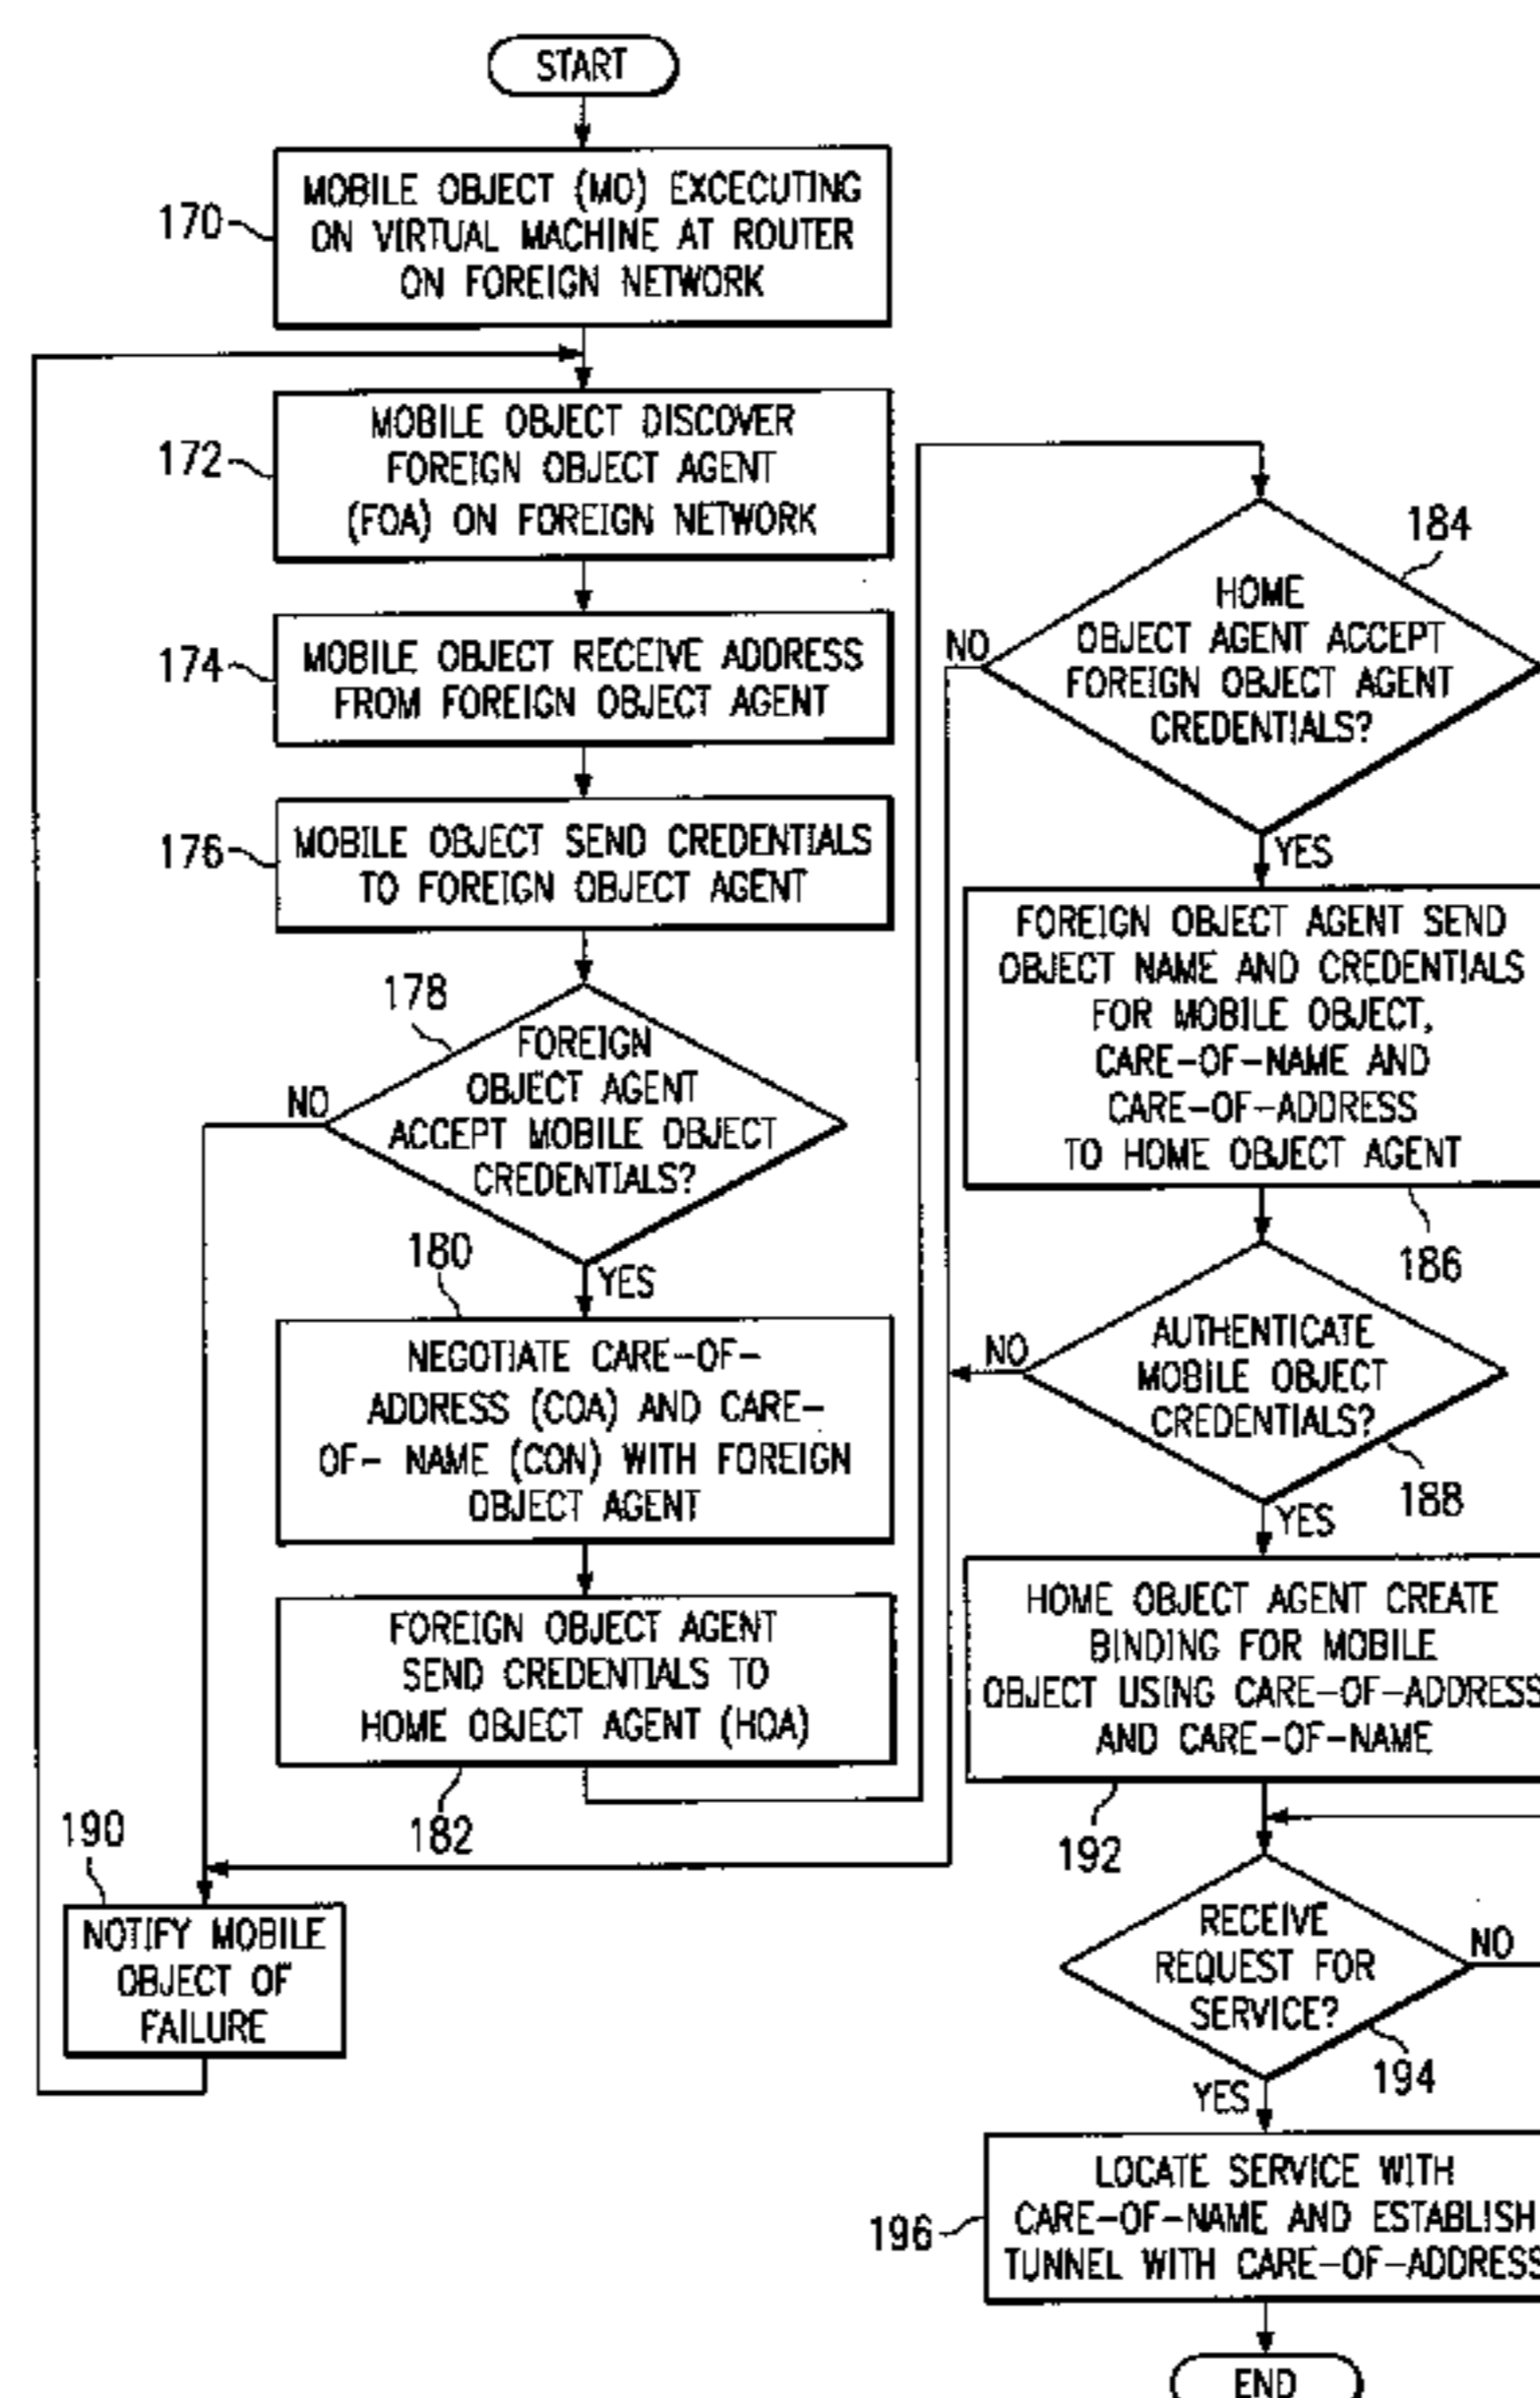 START
170
MOBILE OBJECT (MO) EXCECUTING
ON VIRTUAL MACHINE AT ROUTER
ON FOREIGN NETWORK
172
MOBILE OBJECT DISCOVER
FOREIGN OBJECT AGENT
(FOA) ON FOREIGN NETWORK
174
MOBILE OBJECT RECEIVE ADDRESS
FROM FOREIGN OBJECT AGENT
176
MOBILE OBJECT SEND CREDENTIALS
TO FOREIGN OBJECT AGENT
178
FOREIGN
OBJECT AGENT
ACCEPT MOBILE OBJECT
CREDENTIALS?
NO
YES
180
NEGOTIATE CARE-OF-
ADDRESS (COA) AND CARE-
OF- NAME (CON) WITH FOREIGN
OBJECT AGENT
FOREIGN OBJECT AGENT
SEND CREDENTIALS TO
HOME OBJECT AGENT (HOA)
182
190
NOTIFY MOBILE
OBJECT OF
FAILURE
184
HOME
OBJECT AGENT ACCEPT
FOREIGN OBJECT AGENT
CREDENTIALS?
NO
YES
FOREIGN OBJECT AGENT SEND
OBJECT NAME AND CREDENTIALS
FOR MOBILE OBJECT,
CARE-OF-NAME AND
CARE-OF-ADDRESS
TO HOME OBJECT AGENT
186
AUTHENTICATE
MOBILE OBJECT
CREDENTIALS?
NO
188
YES
HOME OBJECT AGENT CREATE
BINDING FOR MOBILE
OBJECT USING CARE-OF-ADDRESS
AND CARE-OF-NAME
192
RECEIVE
REQUEST FOR
SERVICE?
NO
194
YES
196
LOCATE SERVICE WITH
CARE-OF-NAME AND ESTABLISH
TUNNEL WITH CARE-OF-ADDRESS
END